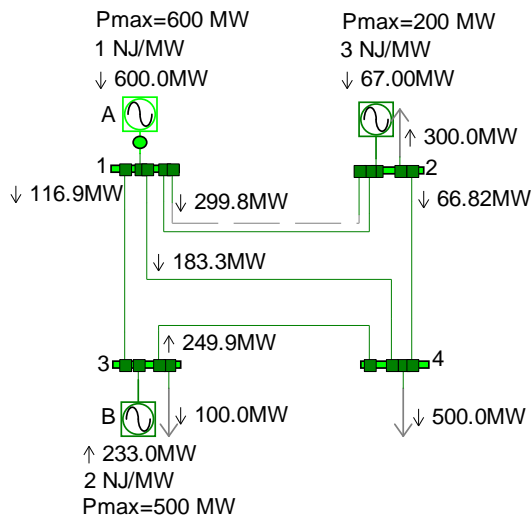 Pmax=600 MW
1 NJ/MW
↓ 600.0MW
A
Pmax=200 MW
3 NJ/MW
↓ 67.00MW
↑ 300.0MW
1
2
↓ 116.9MW
↓ 299.8MW
↓ 66.82MW
↓ 183.3MW
3
↑ 249.9MW
4
B
↓ 100.0MW
↓ 500.0MW
↑ 233.0MW
2 NJ/MW
Pmax=500 MW